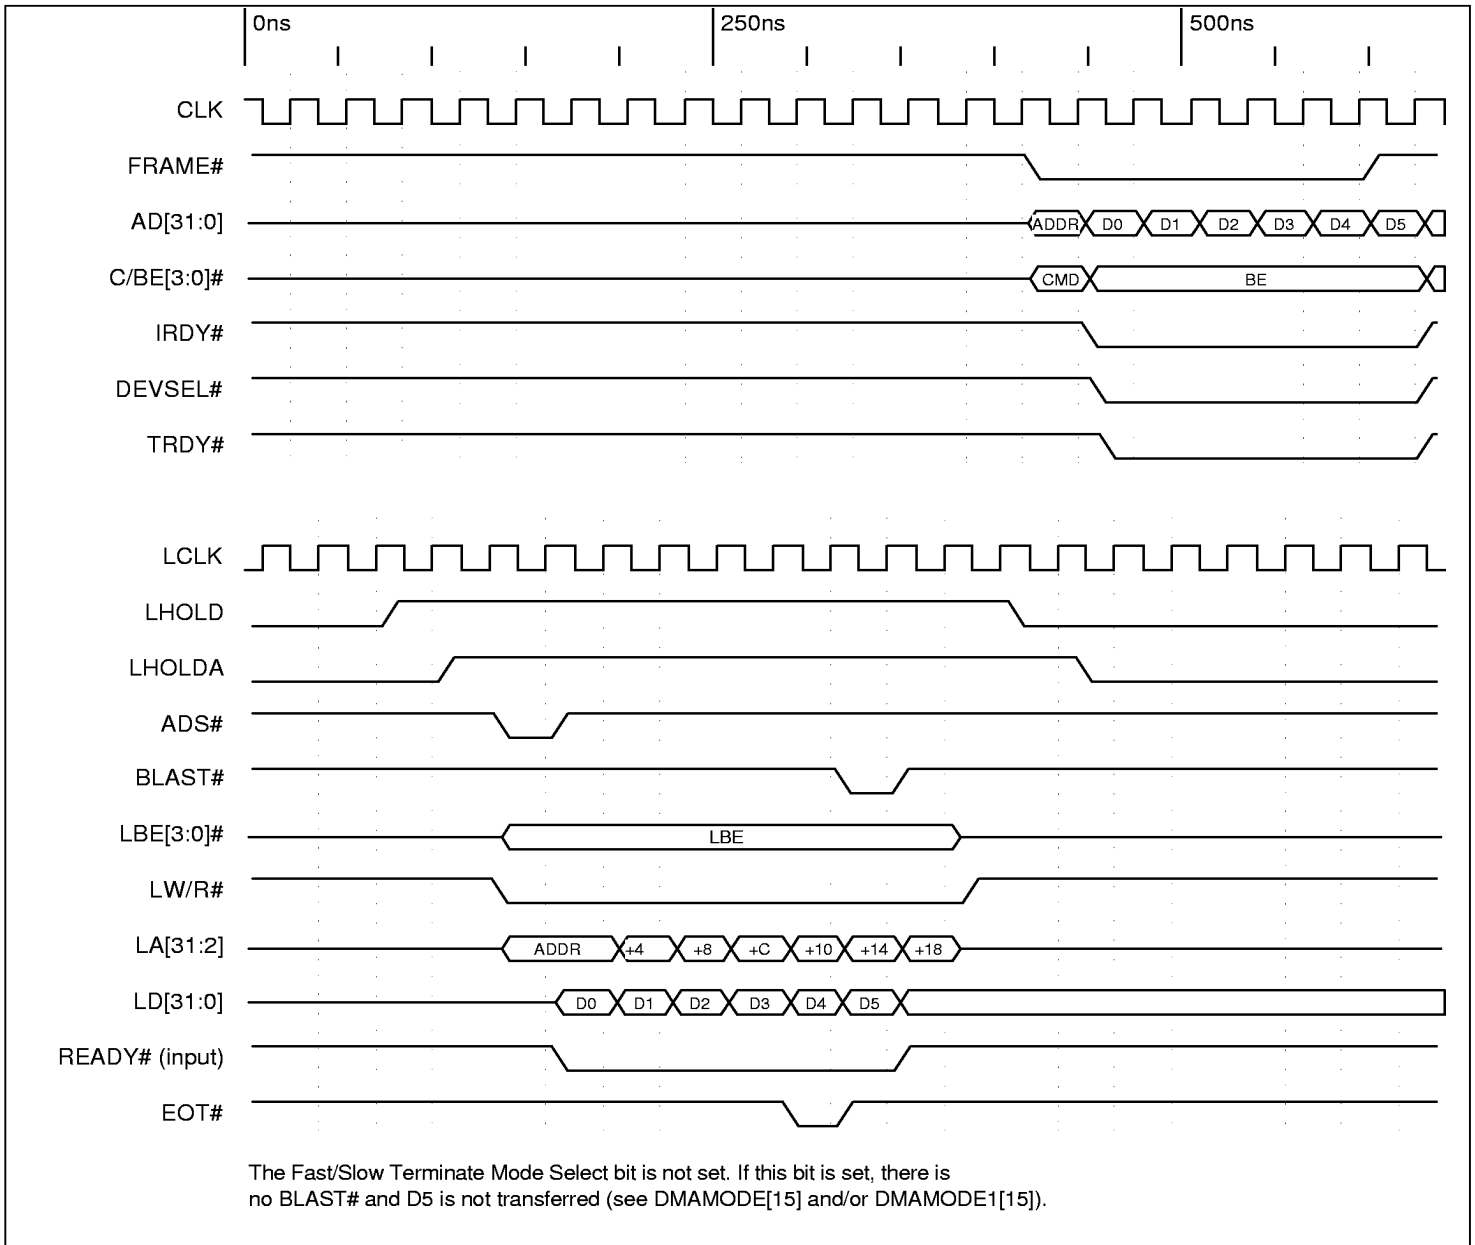 0ns 250ns 500ns
CLK
FRAME#
AD[31:0] ADDR D0 D1 D2 D3 D4 D5
C/BE[3:0]# CMD BE
IRDY#
DEVSEL#
TRDY#
LCLK
LHOLD
LHOLDA
ADS#
BLAST#
LBE[3:0]# LBE
LW/R#
LA[31:2] ADDR +4 +8 +C +10 +14 +18
LD[31:0] D0 D1 D2 D3 D4 D5
READY# (input)
EOT#
The Fast/Slow Terminate Mode Select bit is not set. If this bit is set, there is
no BLAST# and D5 is not transferred (see DMAMODE[15] and/or DMAMODE1[15]).